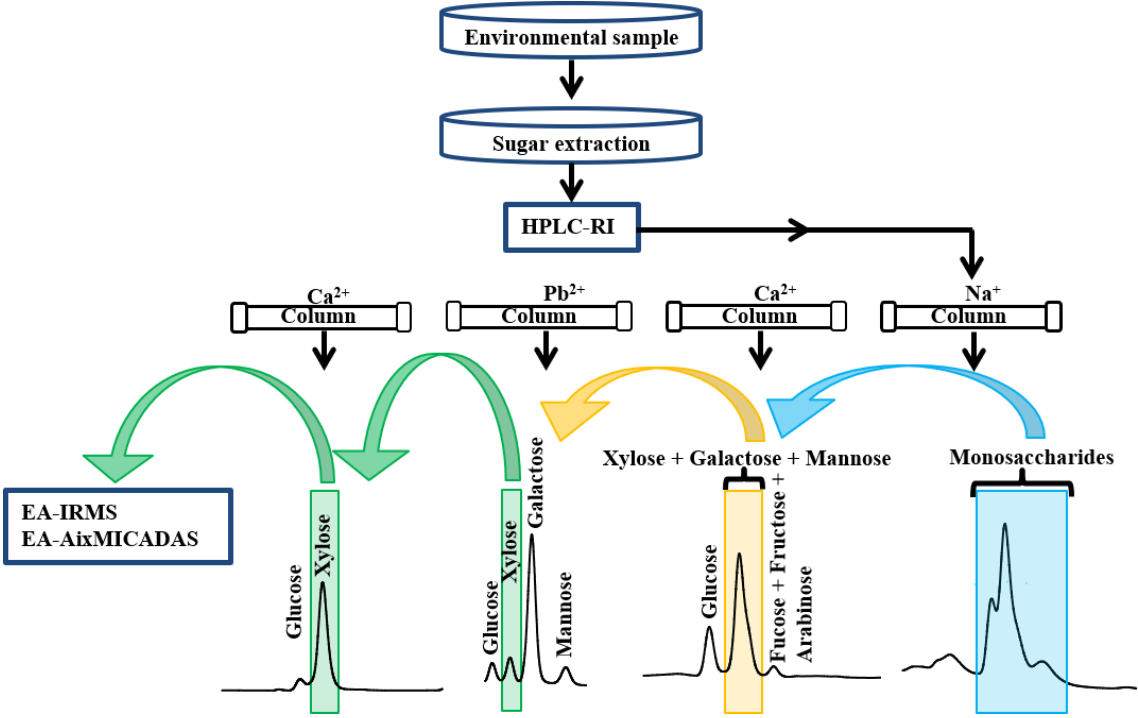 Environmental sample
Sugar extraction
HPLC-RI
Ca²⁺
Column
Pb²⁺
Column
Ca²⁺
Column
Na⁺
Column
EA-IRMS
EA-AixMICADAS
Glucose
Xylose
Glucose
Xylose
Galactose
Mannose
Xylose + Galactose + Mannose
Glucose
Fucose + Fructose +
Arabinose
Monosaccharides